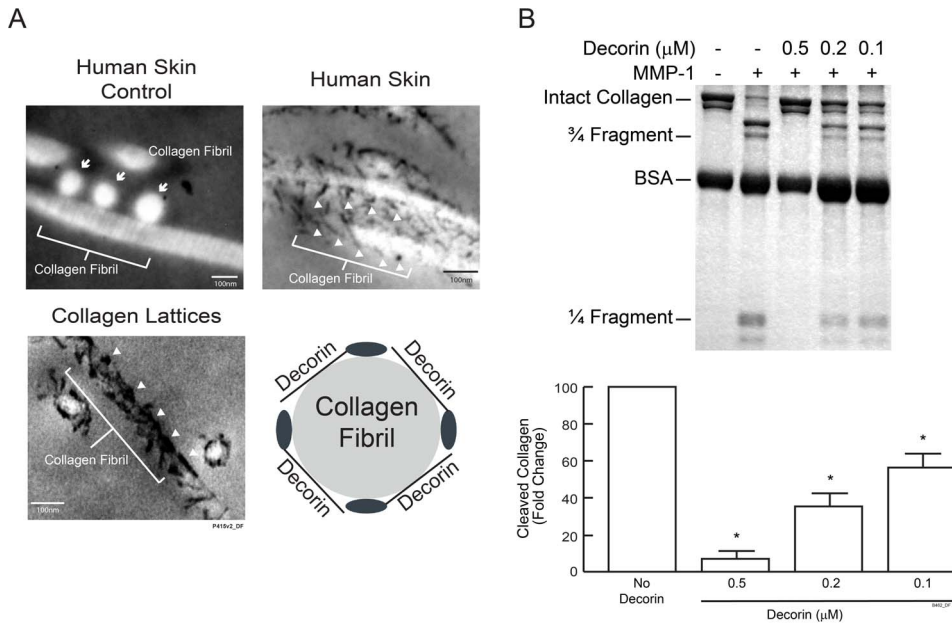 A
Human Skin
Control
Collagen Fibril
Collagen Fibril
100nm
Human Skin
Collagen Fibril
100nm
Collagen Lattices
Collagen Fibril
100nm
P415v2_DF
Decorin
Decorin
Collagen
Fibril
Decorin
Decorin
B
Decorin (μM) - - 0.5 0.2 0.1
MMP-1 - + + + +
Intact Collagen
¾ Fragment
BSA
¼ Fragment
Cleaved Collagen
(Fold Change)
100
80
60
40
20
0
* * *
No
Decorin
0.5 0.2 0.1
Decorin (μM)